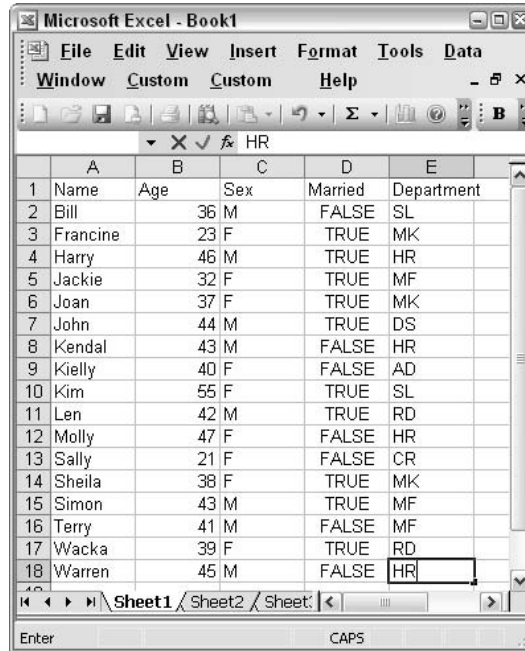 Microsoft Excel - Book1
File Edit View Insert Format Tools Data
Window Custom Custom Help
Σ B
fx HR
A B C D E
1 Name Age Sex Married Department
2 Bill 36 M FALSE SL
3 Francine 23 F TRUE MK
4 Harry 46 M TRUE HR
5 Jackie 32 F TRUE MF
6 Joan 37 F TRUE MK
7 John 44 M TRUE DS
8 Kendal 43 M FALSE HR
9 Kielly 40 F FALSE AD
10 Kim 55 F TRUE SL
11 Len 42 M TRUE RD
12 Molly 47 F FALSE HR
13 Sally 21 F FALSE CR
14 Sheila 38 F TRUE MK
15 Simon 43 M TRUE MF
16 Terry 41 M FALSE MF
17 Wacka 39 F TRUE RD
18 Warren 45 M FALSE HR
Sheet1 Sheet2 Sheet
Enter CAPS